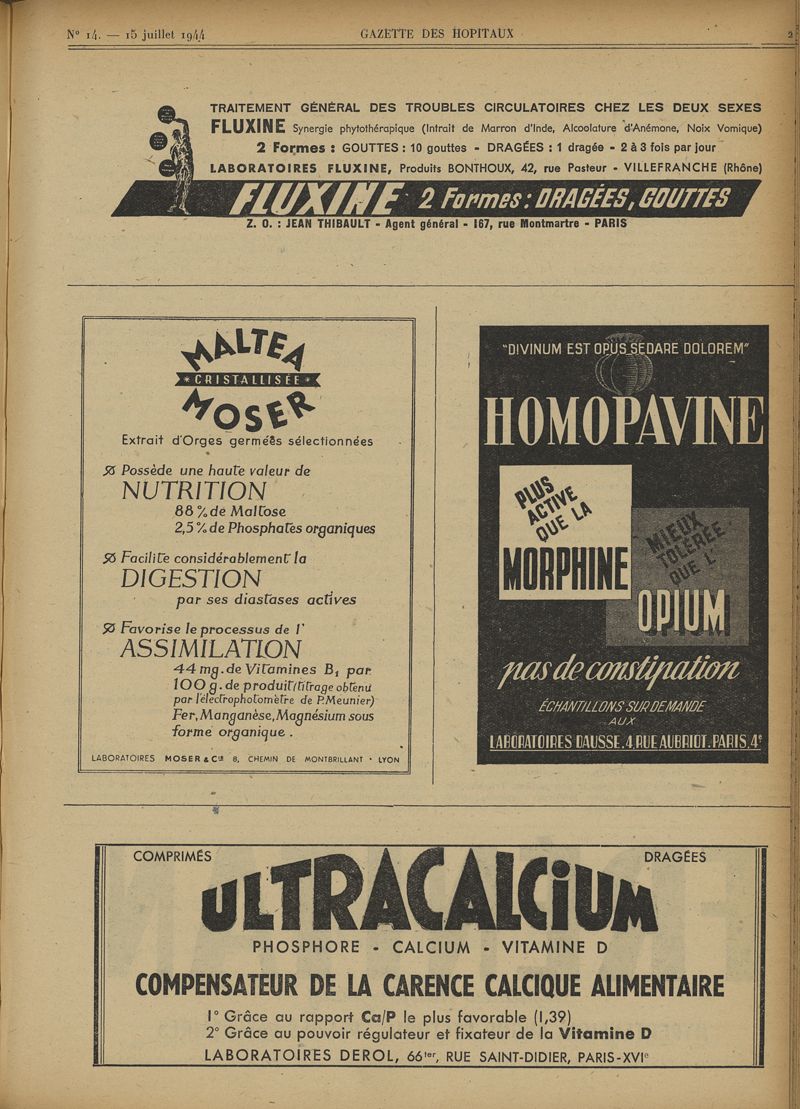 N° 14. — 15 juillet 1944
GAZETTE DES HOPITAUX
2
TRAITEMENT GÉNÉRAL DES TROUBLES CIRCULATOIRES CHEZ LES DEUX SEXES
FLUXINE Synergie phytothérapique (Intrait de Marron d'Inde, Alcoolature d'Anémone, Noix Vomique)
2 Formes : GOUTTES : 10 gouttes - DRAGÉES : 1 dragée - 2 à 3 fois par jour
LABORATOIRES FLUXINE, Produits BONTHOUX, 42, rue Pasteur - VILLEFRANCHE (Rhône)
FLUXINE 2 Formes : DRAGÉES, GOUTTES
Z. O. : JEAN THIBAULT - Agent général - 167, rue Montmartre - PARIS
MALTEA
CRISTALLISÉE
MOSER
Extrait d'Orges germées sélectionnées
Possède une haute valeur de
NUTRITION
88 % de Maltose
2,5 % de Phosphates organiques
Facilite considérablement la
DIGESTION
par ses diastases actives
Favorise le processus de l'
ASSIMILATION
44 mg. de Vitamines B1 par
100 g. de produit (titrage obtenu
par l'électrophotomètre de P. Meunier)
Fer, Manganèse, Magnésium sous
forme organique.
LABORATOIRES MOSER & Cie 8, CHEMIN DE MONTBRILLANT • LYON
"DIVINUM EST OPUS SEDARE DOLOREM"
HOMOPAVINE
PLUS
ACTIVE
QUE LA
MORPHINE
MIEUX
TOLÉRÉE
QUE L'
OPIUM
pas de constipation
ÉCHANTILLONS SUR DEMANDE
AUX
LABORATOIRES DAUSSE. 4 RUE AUBRIOT. PARIS. 4e
COMPRIMÉS
DRAGÉES
ULTRACALCiUM
PHOSPHORE - CALCIUM - VITAMINE D
COMPENSATEUR DE LA CARENCE CALCIQUE ALIMENTAIRE
1° Grâce au rapport Ca/P le plus favorable (1,39)
2° Grâce au pouvoir régulateur et fixateur de la Vitamine D
LABORATOIRES DEROL, 66ter, RUE SAINT-DIDIER, PARIS-XVIe